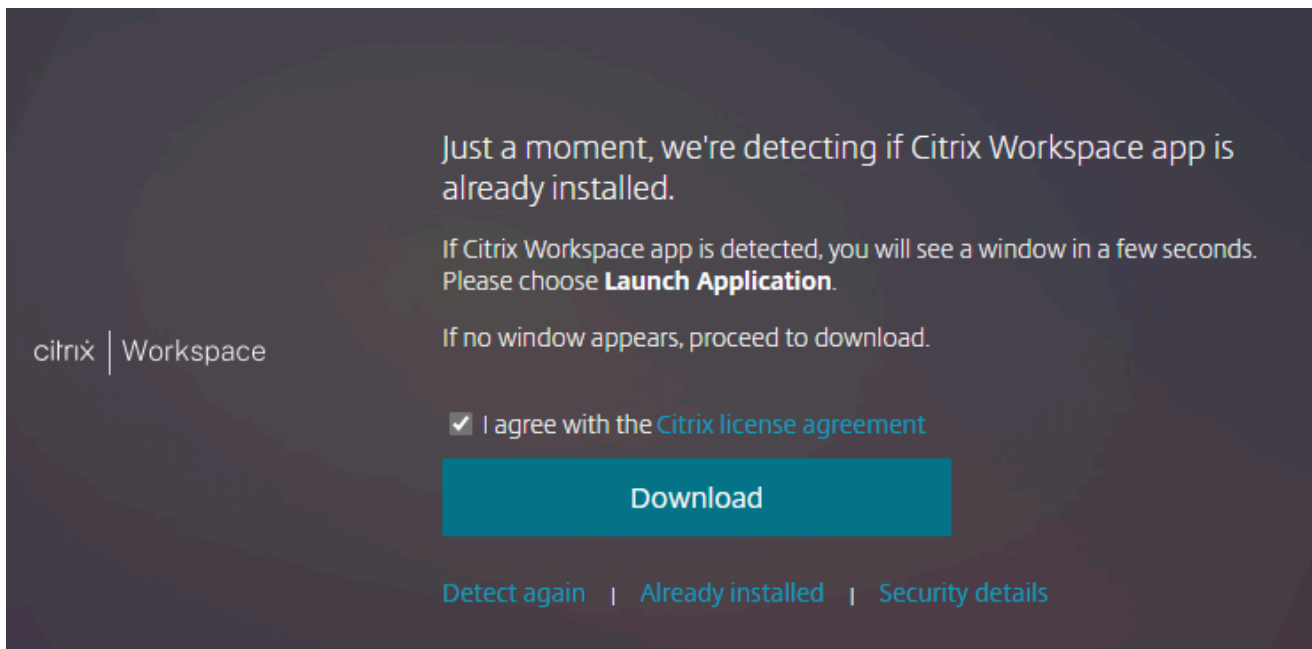 Just a moment, we're detecting if Citrix Workspace app is
already installed.
If Citrix Workspace app is detected, you will see a window in a few seconds.
Please choose Launch Application.
If no window appears, proceed to download.
citrix | Workspace
I agree with the Citrix license agreement
Download
Detect again | Already installed | Security details